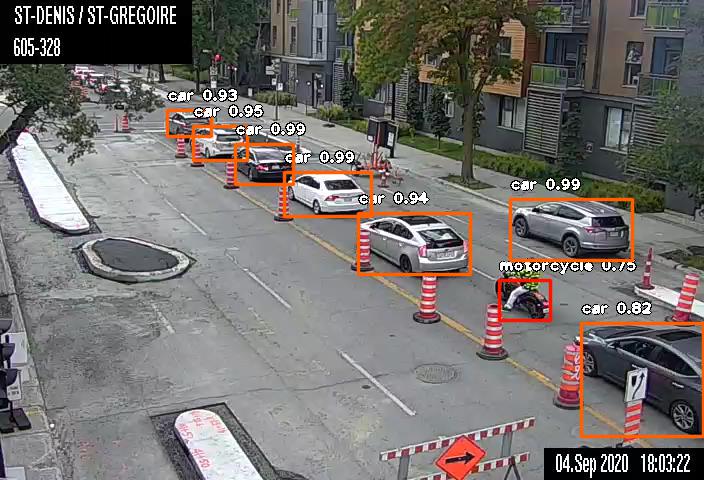 ST-DENIS / ST-GREGOIRE
605-328
car 0.93
car 0.95
car 0.99
car 0.99
car 0.94
car 0.99
motorcycle 0.75
car 0.82
04.Sep 2020 18:03:22